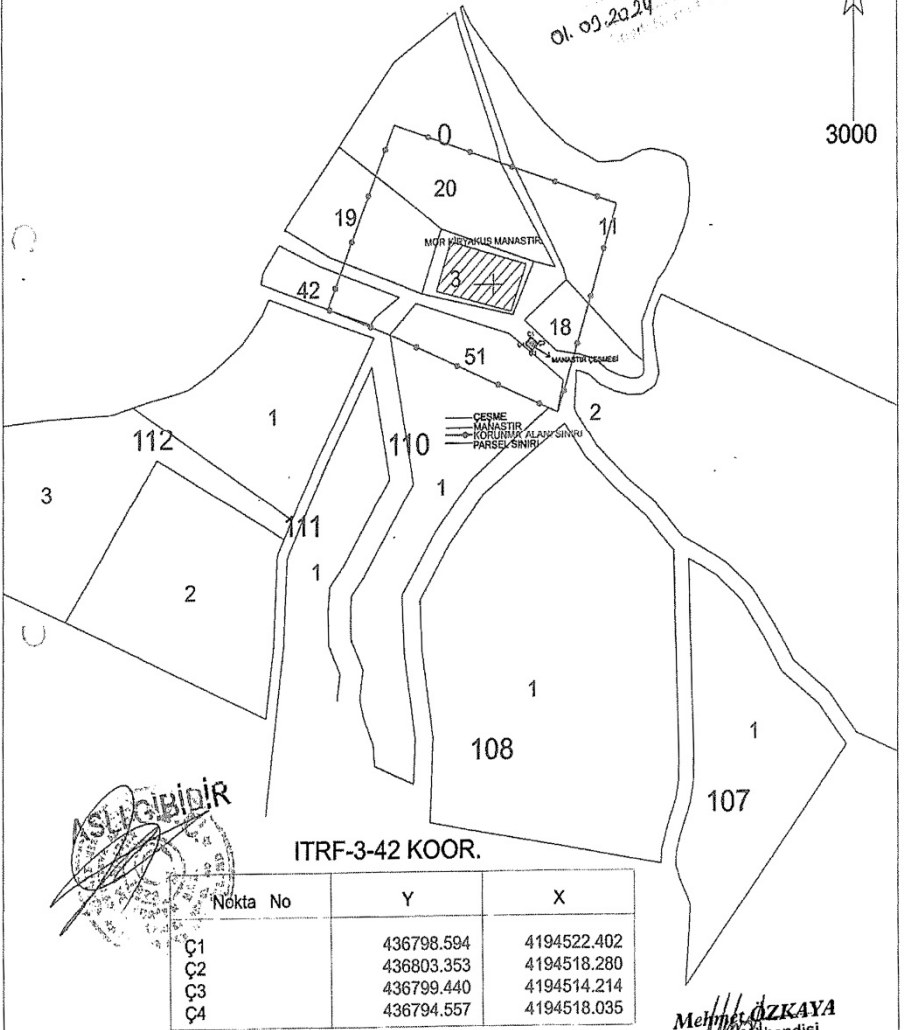 01.09.2024
3000
0
20
19
11
MOR KIRYAKUS MANASTIR
3
42
18
51
MANASTIR ÇEŞMESİ
2
ÇEŞME
MANASTIR
KORUNMA ALANI SINIRI
PARSEL SINIRI
1
112
110
1
3
111
1
2
1
108
1
107
ASLI GİBİDİR
ITRF-3-42 KOOR.
Nokta No Y X
Ç1 436798.594 4194522.402
Ç2 436803.353 4194518.280
Ç3 436799.440 4194514.214
Ç4 436794.557 4194518.035
Mehmet ÖZKAYA